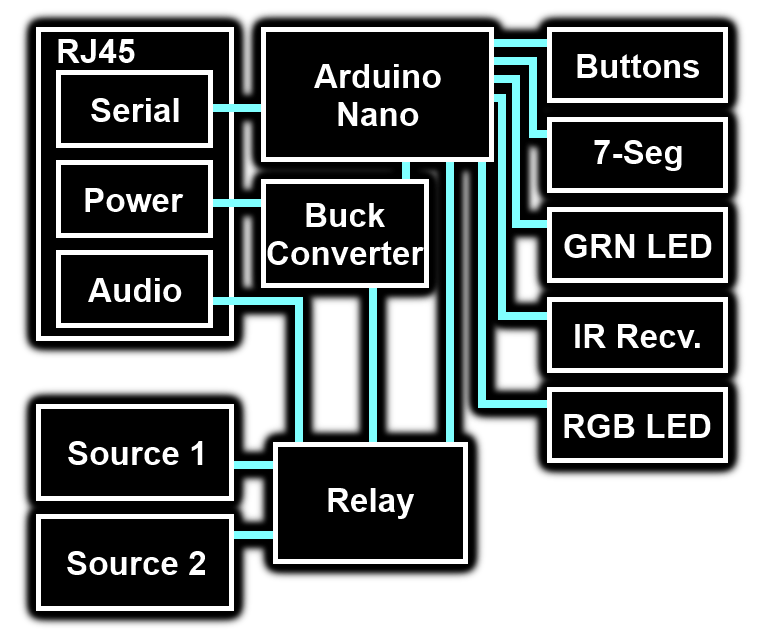 RJ45
Serial
Power
Audio
Arduino
Nano
Buck
Converter
Buttons
7-Seg
GRN LED
IR Recv.
RGB LED
Source 1
Source 2
Relay